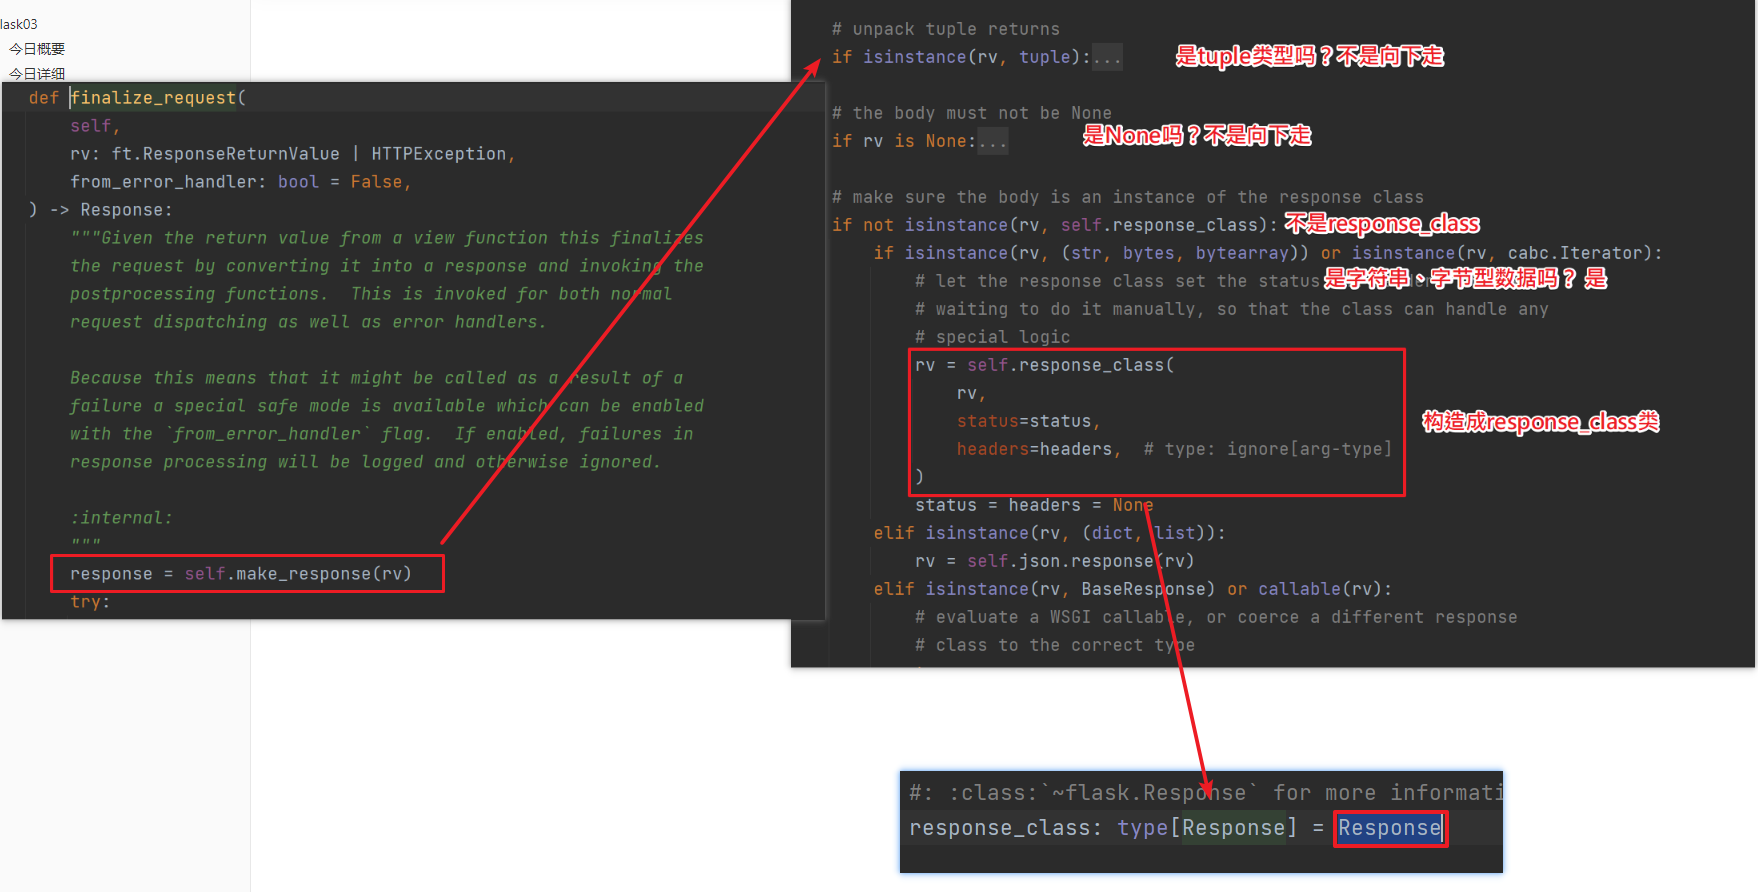 lask03
今日概要
今日详细
def finalize_request(
self,
rv: ft.ResponseReturnValue | HTTPException,
from_error_handler: bool = False,
) -> Response:
"""Given the return value from a view function this finalizes
the request by converting it into a response and invoking the
postprocessing functions.  This is invoked for both normal
request dispatching as well as error handlers.
Because this means that it might be called as a result of a
failure a special safe mode is available which can be enabled
with the `from_error_handler` flag.  If enabled, failures in
response processing will be logged and otherwise ignored.
:internal:
"""
response = self.make_response(rv)
try:
# unpack tuple returns
if isinstance(rv, tuple):...
是tuple类型吗？不是向下走
# the body must not be None
if rv is None:...
是None吗？不是向下走
# make sure the body is an instance of the response class
if not isinstance(rv, self.response_class):
不是response_class
if isinstance(rv, (str, bytes, bytearray)) or isinstance(rv, cabc.Iterator):
# let the response class set the status
是字符串、字节型数据吗？ 是
# waiting to do it manually, so that the class can handle any
# special logic
rv = self.response_class(
rv,
status=status,
headers=headers,  # type: ignore[arg-type]
)
构造成response_class类
status = headers = None
elif isinstance(rv, (dict, list)):
rv = self.json.response(rv)
elif isinstance(rv, BaseResponse) or callable(rv):
# evaluate a WSGI callable, or coerce a different response
# class to the correct type
#: :class:`~flask.Response` for more informati
response_class: type[Response] = Response